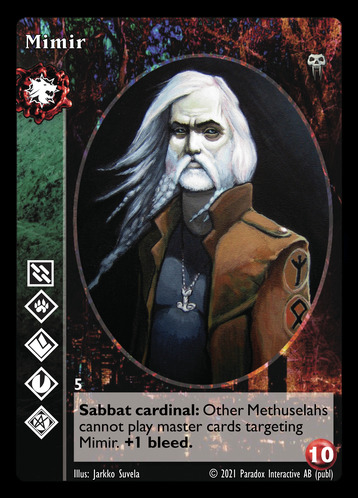 Mimir
5
Sabbat cardinal: Other Methuselahs
cannot play master cards targeting
Mimir. +1 bleed.
10
Illus: Jarkko Suvela
© 2021 Paradox Interactive AB (publ)